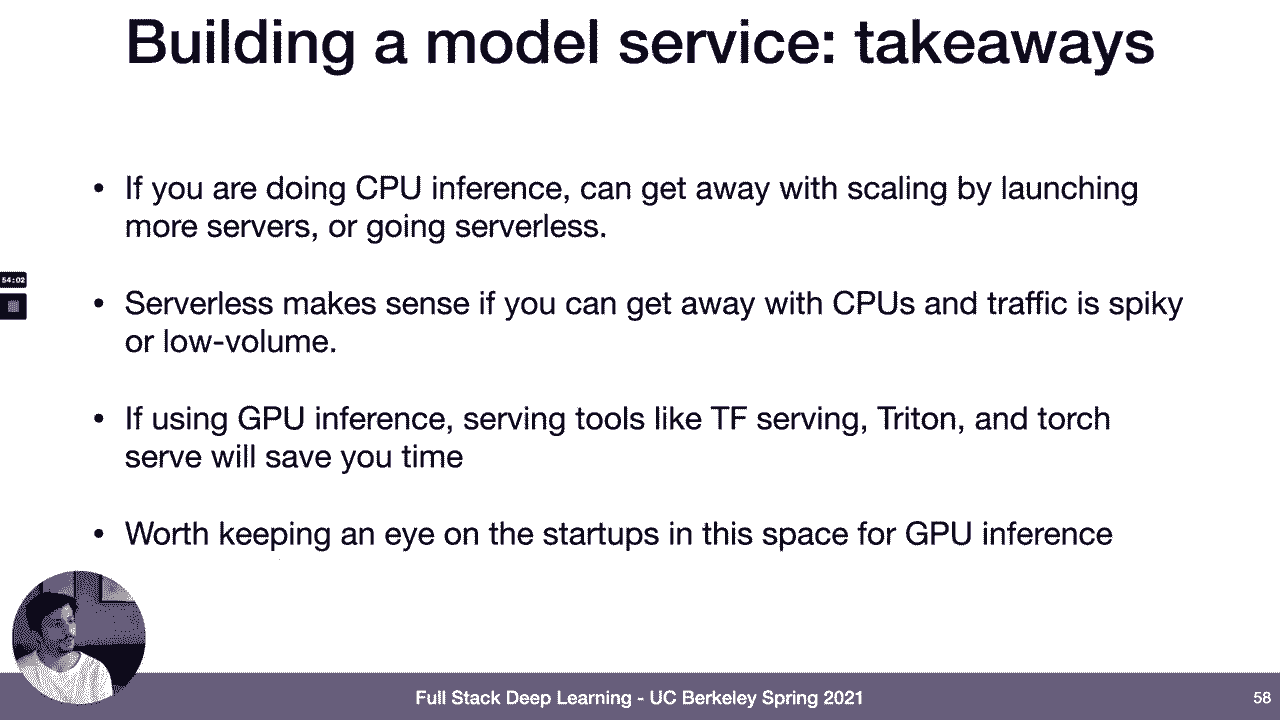 Building a model service: takeaways
• If you are doing CPU inference, can get away with scaling by launching
more servers, or going serverless.
54:02
• Serverless makes sense if you can get away with CPUs and traffic is spiky
or low-volume.
• If using GPU inference, serving tools like TF serving, Triton, and torch
serve will save you time
• Worth keeping an eye on the startups in this space for GPU inference
Full Stack Deep Learning - UC Berkeley Spring 2021
58